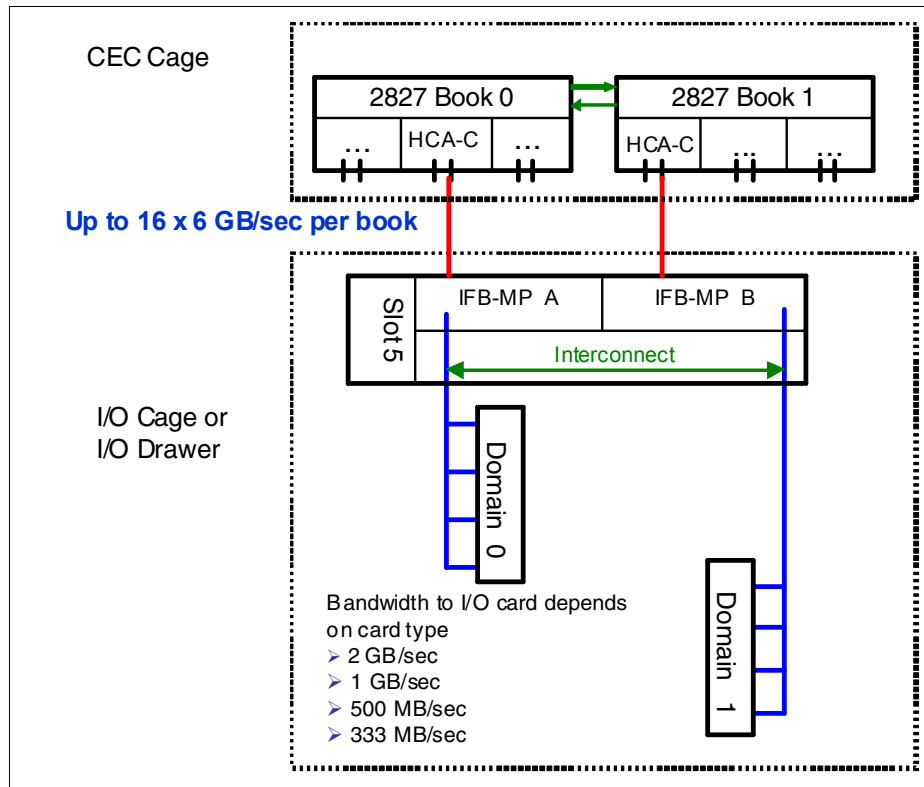 CEC Cage
2827 Book 0
2827 Book 1
...
HCA-C
...
HCA-C
...
...
Up to 16 x 6 GB/sec per book
Slot 5
IFB-MP A
IFB-MP B
Interconnect
I/O Cage or
I/O Drawer
Domain 0
Bandwidth to I/O card depends
on card type
➢ 2 GB/sec
➢ 1 GB/sec
➢ 500 MB/sec
➢ 333 MB/sec
Domain 1